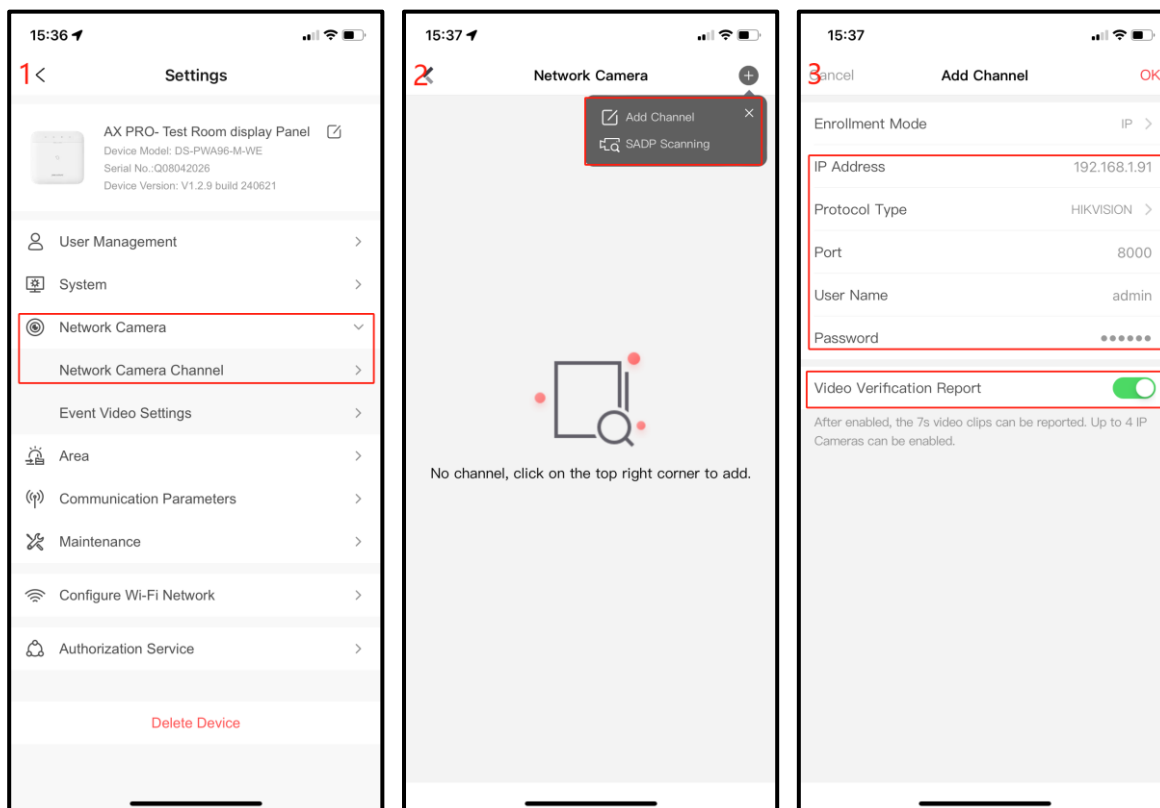 15:36
1
Settings
AX PRO- Test Room display Panel
Device Model: DS-PWA96-M-WE
Serial No.:Q08042026
Device Version: V1.2.9 build 240621
User Management
System
Network Camera
Network Camera Channel
Event Video Settings
Area
Communication Parameters
Maintenance
Configure Wi-Fi Network
Authorization Service
Delete Device
15:37
2
Network Camera
Add Channel
SADP Scanning
No channel, click on the top right corner to add.
15:37
3
Cancel Add Channel OK
Enrollment Mode IP
IP Address 192.168.1.91
Protocol Type HIKVISION
Port 8000
User Name admin
Password ●●●●●●
Video Verification Report
After enabled, the 7s video clips can be reported. Up to 4 IP
Cameras can be enabled.